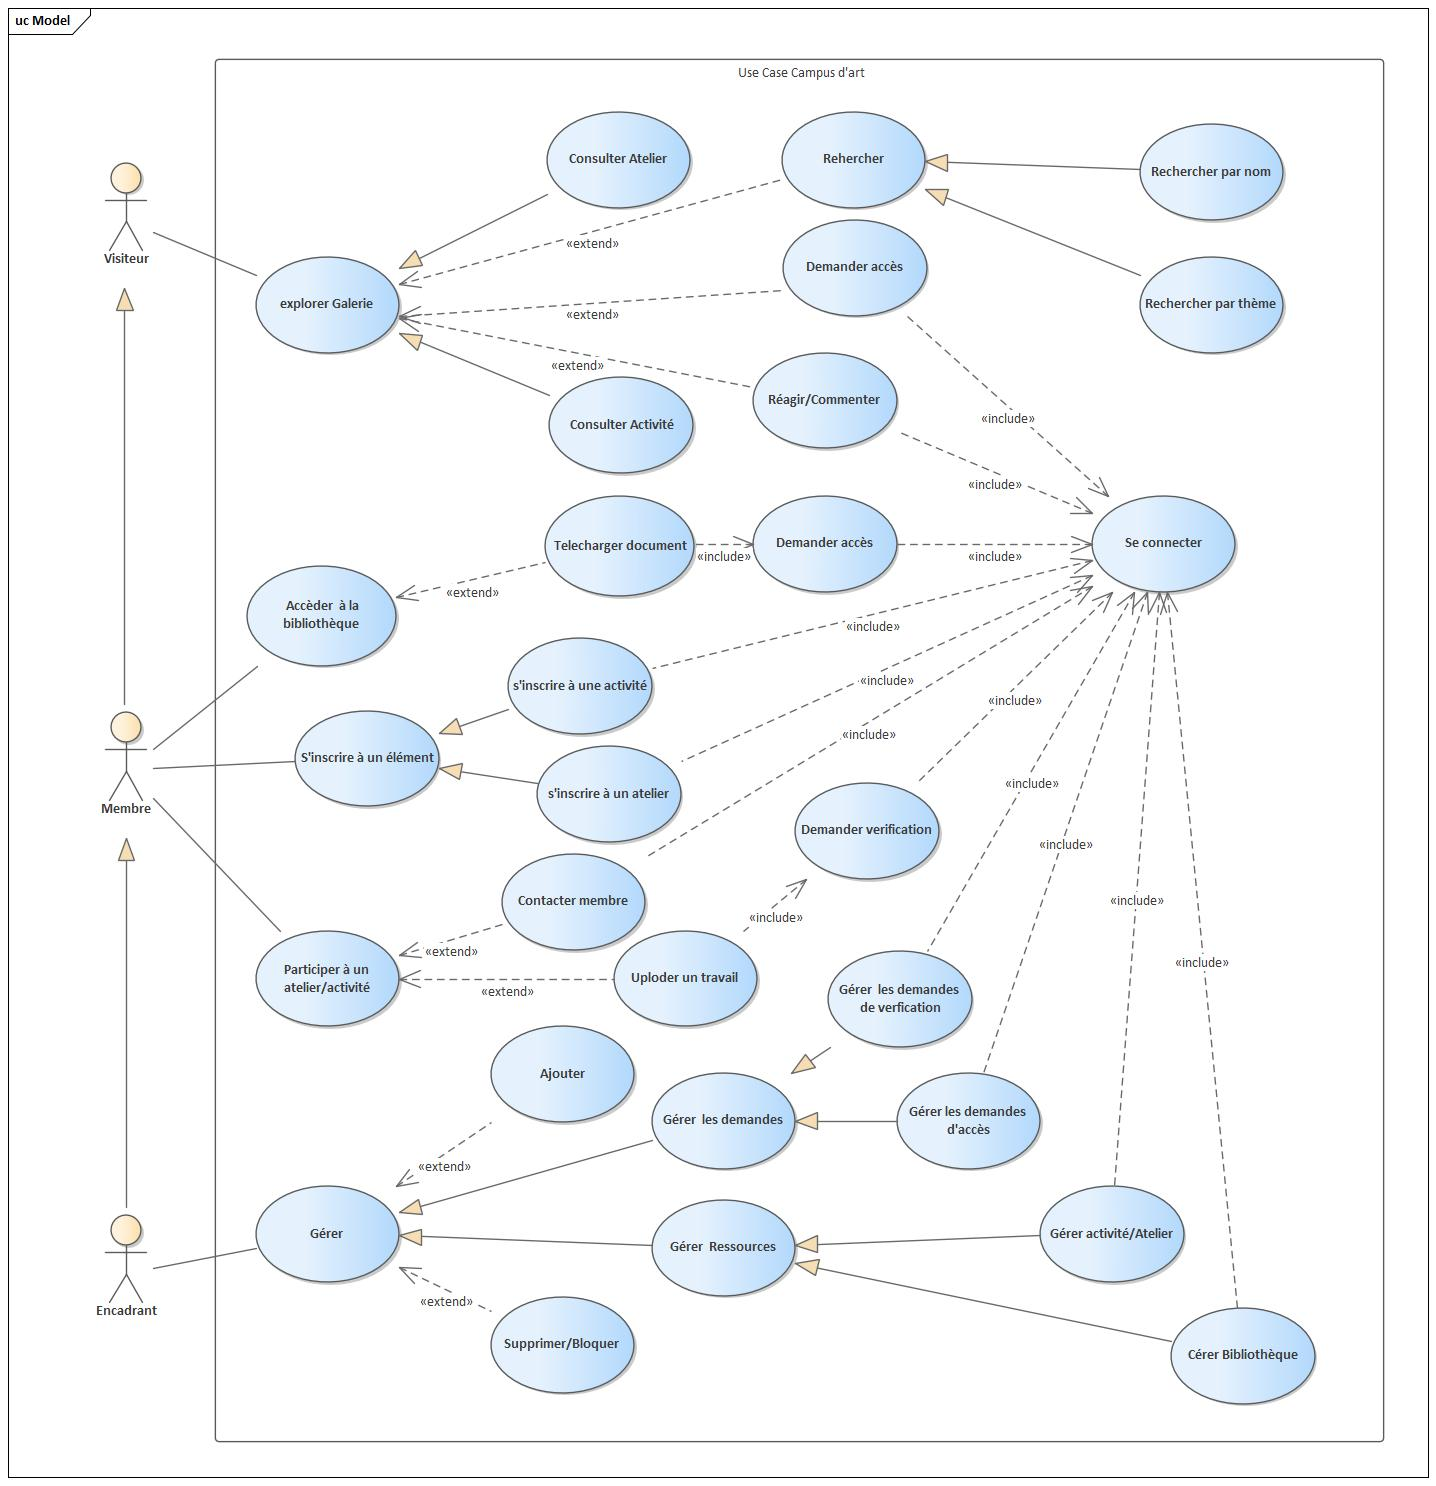 uc Model
Use Case Campus d'art
Consulter Atelier
Rehercher
Rechercher par nom
«extend»
Visiteur
Demander accès
explorer Galerie
Rechercher par thème
«extend»
«extend»
Réagir/Commenter
Consulter Activité
«include»
«include»
Telecharger document
«include»
Demander accès
«include»
Se connecter
«extend»
Accèder  à la
bibliothèque
«include»
s'inscrire à une activité
«include»
«include»
«include»
S'inscrire à un élément
s'inscrire à un atelier
«include»
Membre
Demander verification
«include»
Contacter membre
«include»
«include»
«extend»
«include»
Participer à un
atelier/activité
Uploder un travail
«extend»
Gérer  les demandes
de verfication
Ajouter
Gérer  les demandes
Gérer les demandes
d'accès
«extend»
Gérer
Gérer  Ressources
Gérer activité/Atelier
Encadrant
«extend»
Supprimer/Bloquer
Cérer Bibliothèque